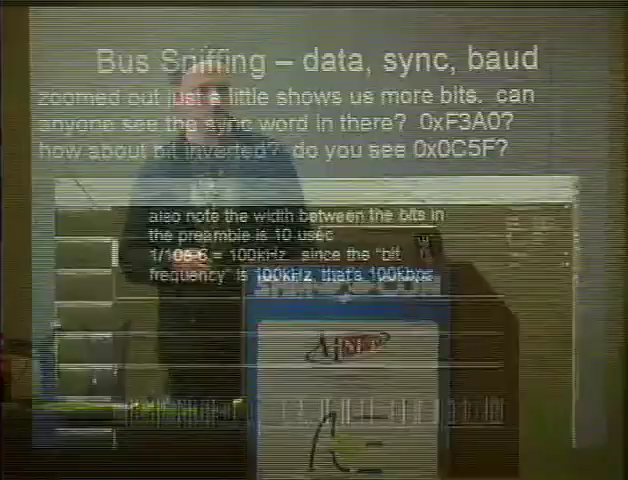 Bus Sniffing – data, sync, baud
zoomed out just a little shows us more bits. can
anyone see the sync word in there? 0xF3A0?
how about bit inverted? do you see 0x0C5F?
also note the width between the bits in
the preamble is 10 usec
1/10e-6 = 100kHz since the "bit
frequency" is 100kHz that's 100kbps